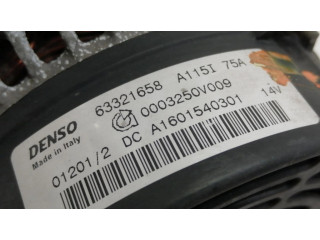 DENSO
Made in Italy
63321658 A115I 75A
0003250V009
14V
01201/2 DC A1601540301